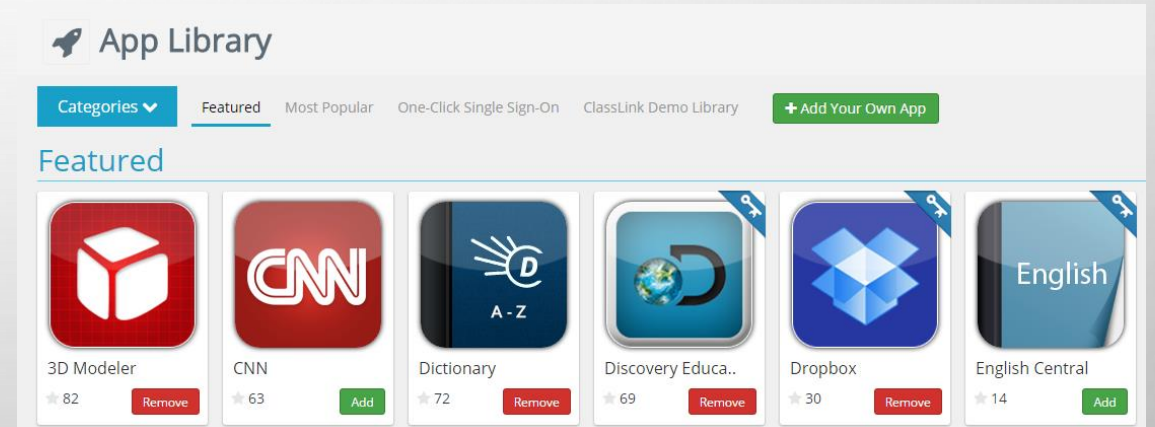 App Library
Categories
Featured
Most Popular
One-Click Single Sign-On
ClassLink Demo Library
+ Add Your Own App
Featured
CNN
D
A - Z
D
English
3D Modeler
CNN
Dictionary
Discovery Educa..
Dropbox
English Central
82
Remove
63
Add
72
Remove
69
Remove
30
Remove
14
Add